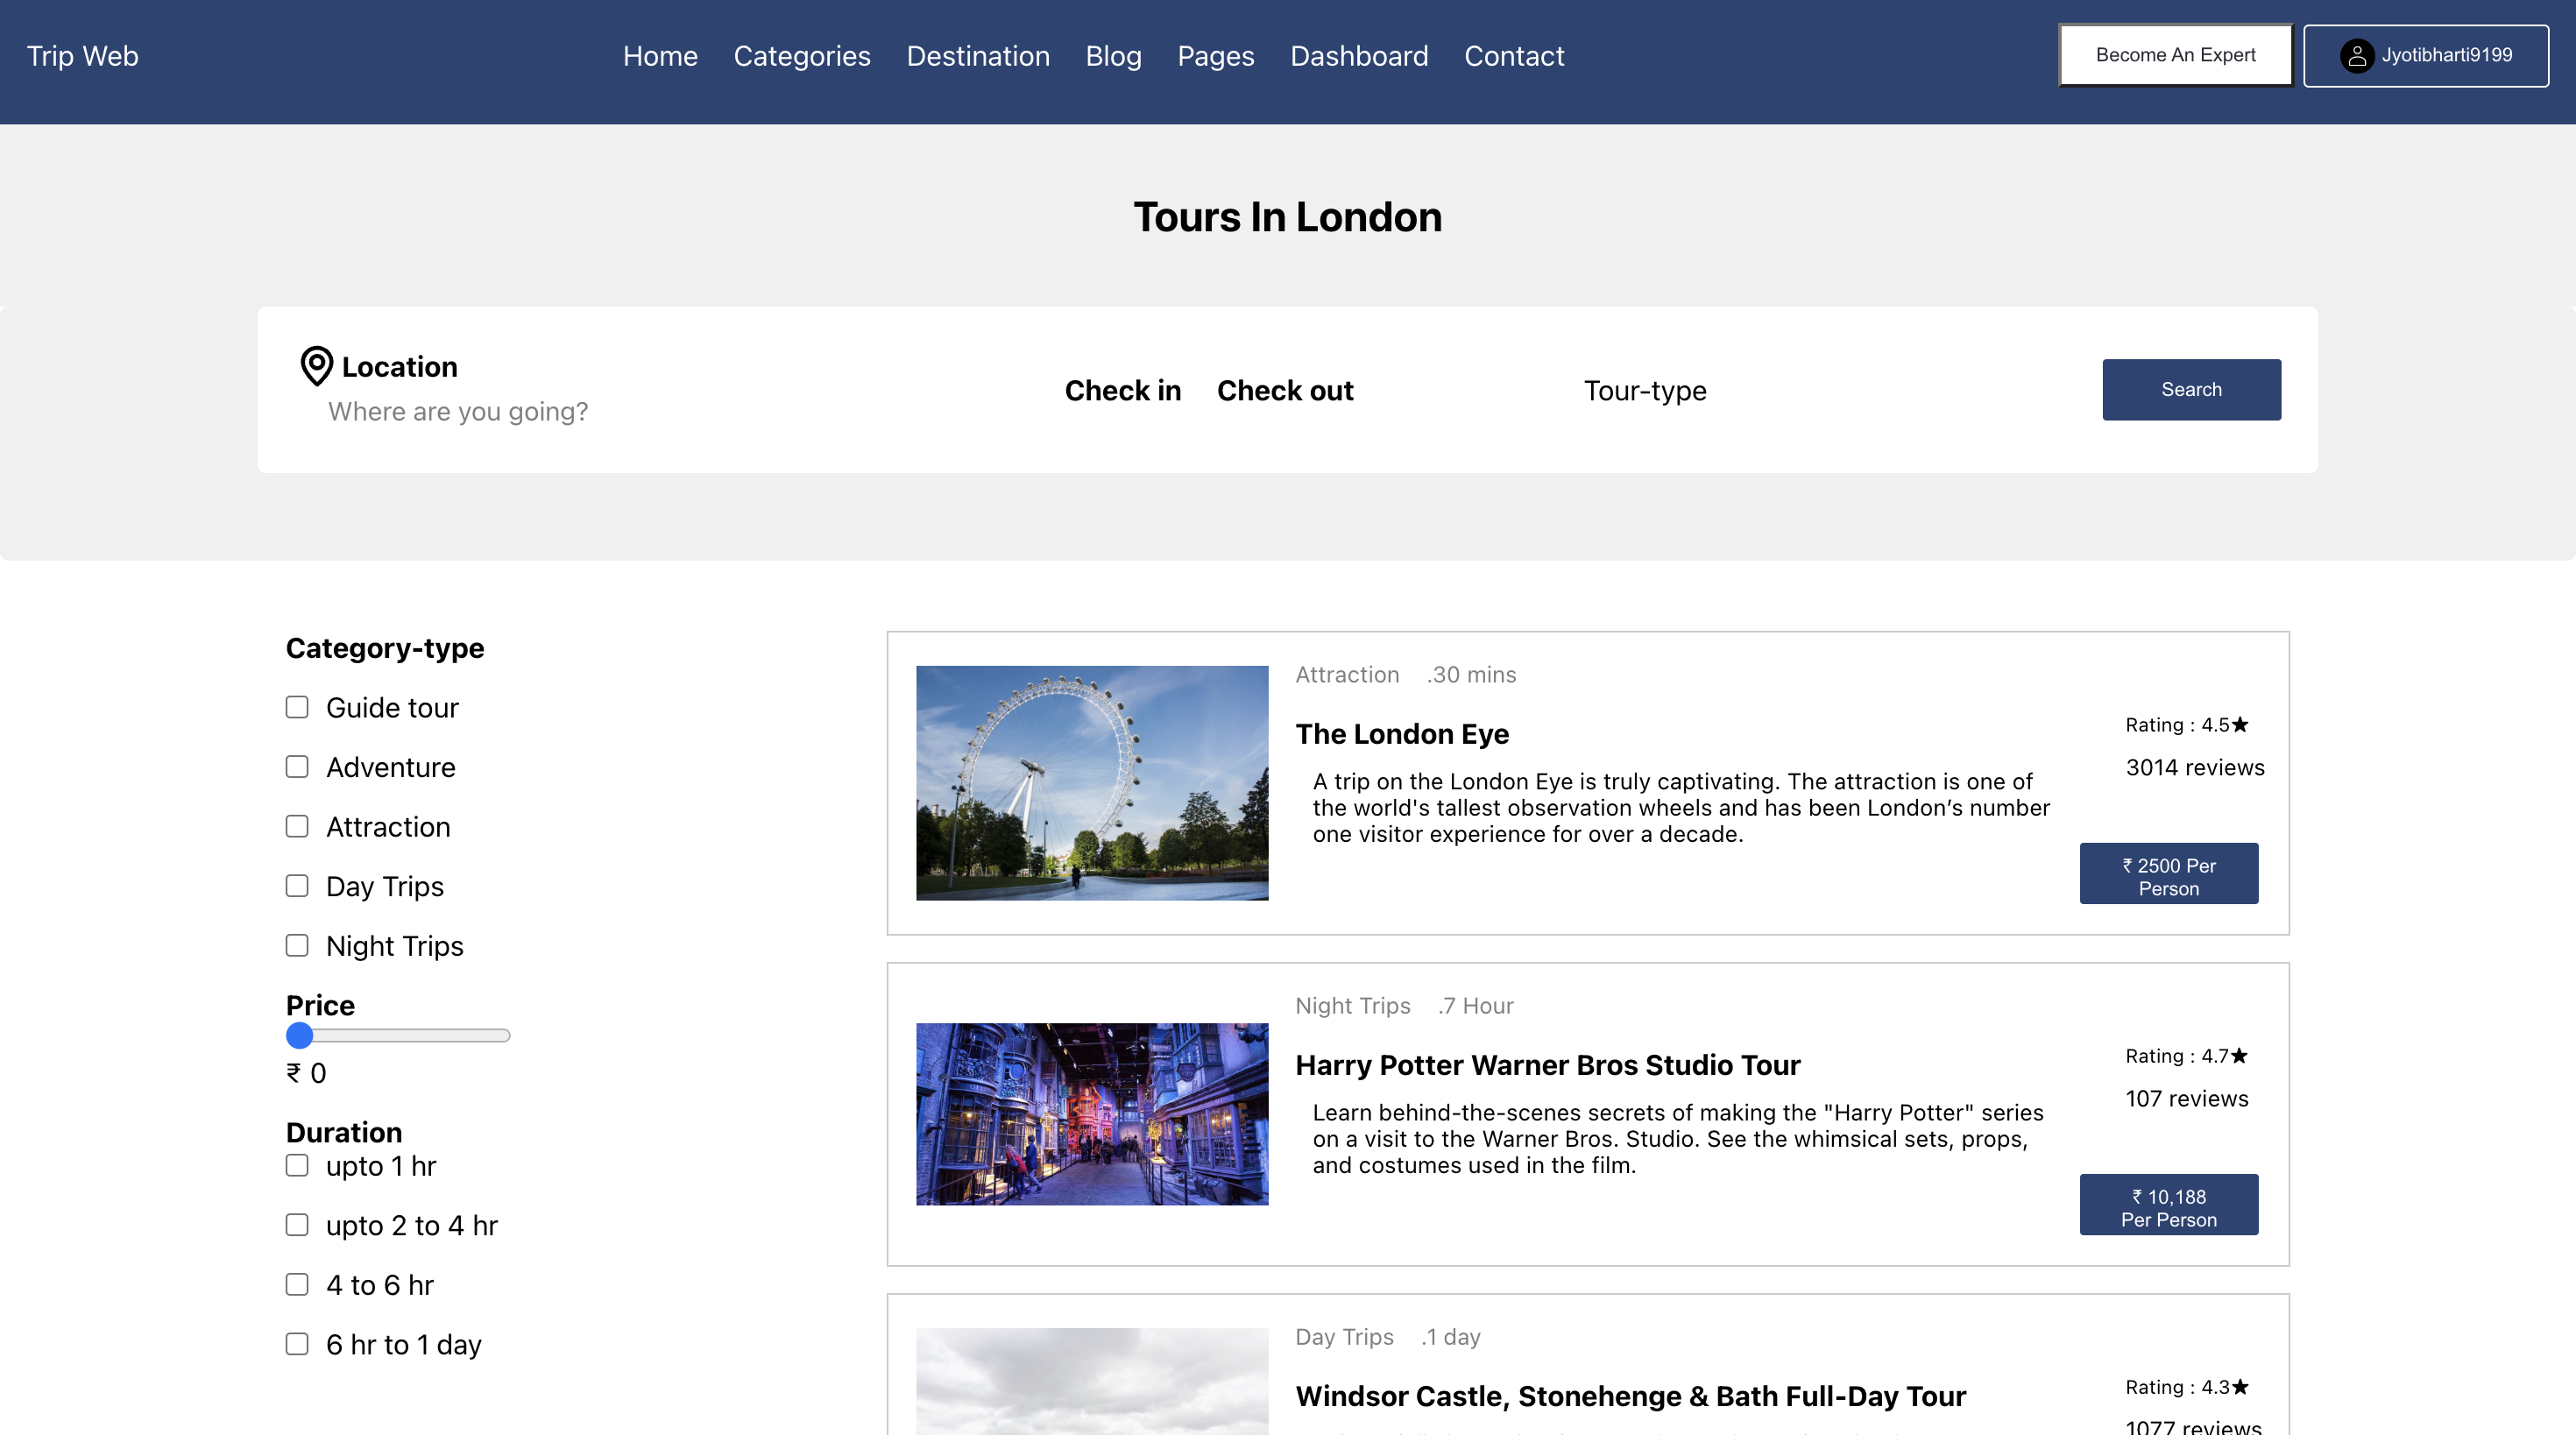 Trip Web
Home Categories Destination Blog Pages Dashboard Contact
Become An Expert
Jyotibharti9199
Tours In London
Location
Where are you going?
Check in Check out
Tour-type
Search
Category-type
Guide tour
Adventure
Attraction
Day Trips
Night Trips
Price
₹ 0
Duration
upto 1 hr
upto 2 to 4 hr
4 to 6 hr
6 hr to 1 day
Attraction .30 mins
The London Eye
A trip on the London Eye is truly captivating. The attraction is one of
the world's tallest observation wheels and has been London’s number
one visitor experience for over a decade.
Rating : 4.5★
3014 reviews
₹ 2500 Per
Person
Night Trips .7 Hour
Harry Potter Warner Bros Studio Tour
Learn behind-the-scenes secrets of making the "Harry Potter" series
on a visit to the Warner Bros. Studio. See the whimsical sets, props,
and costumes used in the film.
Rating : 4.7★
107 reviews
₹ 10,188
Per Person
Day Trips .1 day
Windsor Castle, Stonehenge & Bath Full-Day Tour
Rating : 4.3★
1077 reviews